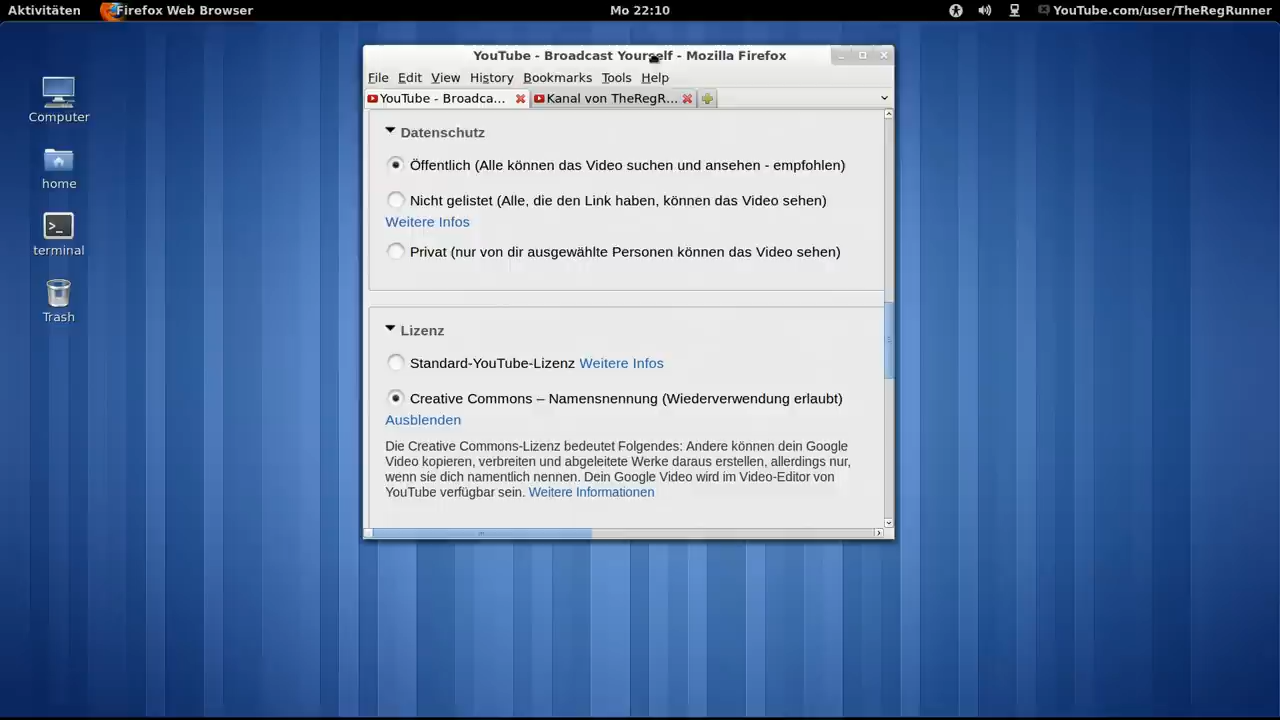 Aktivitäten Firefox Web Browser Mo 22:10 YouTube.com/user/TheRegRunner
Computer
home
terminal
Trash
YouTube - Broadcast Yourself - Mozilla Firefox
File Edit View History Bookmarks Tools Help
YouTube - Broadca... Kanal von TheRegR...
Datenschutz
Öffentlich (Alle können das Video suchen und ansehen - empfohlen)
Nicht gelistet (Alle, die den Link haben, können das Video sehen)
Weitere Infos
Privat (nur von dir ausgewählte Personen können das Video sehen)
Lizenz
Standard-YouTube-Lizenz Weitere Infos
Creative Commons – Namensnennung (Wiederverwendung erlaubt)
Ausblenden
Die Creative Commons-Lizenz bedeutet Folgendes: Andere können dein Google
Video kopieren, verbreiten und abgeleitete Werke daraus erstellen, allerdings nur,
wenn sie dich namentlich nennen. Dein Google Video wird im Video-Editor von
YouTube verfügbar sein. Weitere Informationen